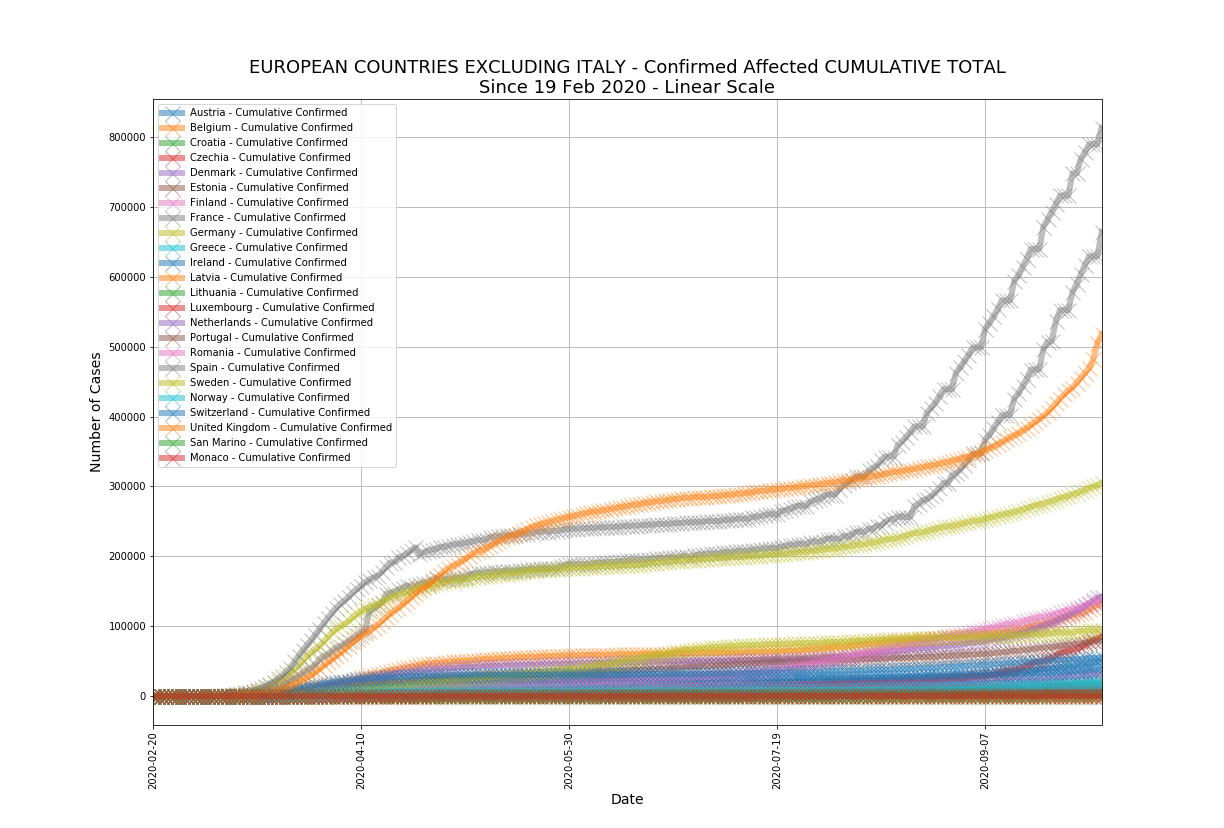 EUROPEAN COUNTRIES EXCLUDING ITALY - Confirmed Affected CUMULATIVE TOTAL
Since 19 Feb 2020 - Linear Scale
Austria - Cumulative Confirmed
Belgium - Cumulative Confirmed
Croatia - Cumulative Confirmed
Czechia - Cumulative Confirmed
Denmark - Cumulative Confirmed
Estonia - Cumulative Confirmed
Finland - Cumulative Confirmed
France - Cumulative Confirmed
Germany - Cumulative Confirmed
Greece - Cumulative Confirmed
Ireland - Cumulative Confirmed
Latvia - Cumulative Confirmed
Lithuania - Cumulative Confirmed
Luxembourg - Cumulative Confirmed
Netherlands - Cumulative Confirmed
Portugal - Cumulative Confirmed
Romania - Cumulative Confirmed
Spain - Cumulative Confirmed
Sweden - Cumulative Confirmed
Norway - Cumulative Confirmed
Switzerland - Cumulative Confirmed
United Kingdom - Cumulative Confirmed
San Marino - Cumulative Confirmed
Monaco - Cumulative Confirmed
Number of Cases
800000
700000
600000
500000
400000
300000
200000
100000
0
2020-02-20
2020-04-10
2020-05-30
2020-07-19
2020-09-07
Date